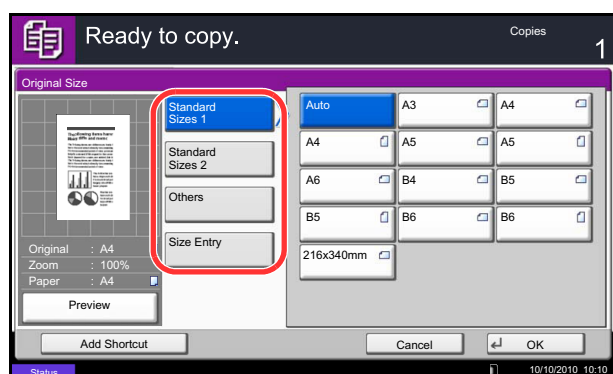 Ready to copy.
Copies
1
Original Size
Standard
Sizes 1
Standard
Sizes 2
Others
Size Entry
Auto
A3
A4
A4
A5
A5
A6
B4
B5
B5
B6
B6
216x340mm
Original : A4
Zoom : 100%
Paper : A4
Preview
Add Shortcut
Cancel
OK
Status
10/10/2010 10:10